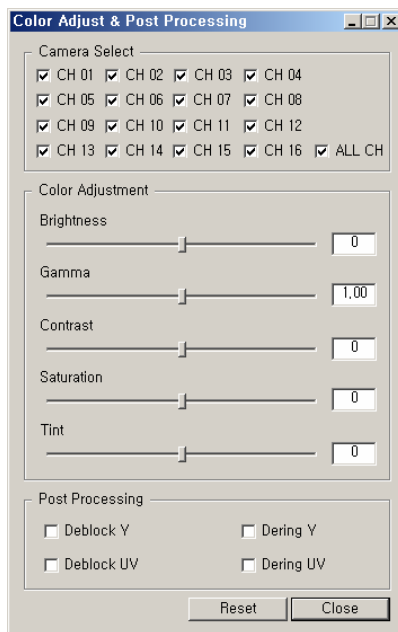 Color Adjust & Post Processing
Camera Select
CH 01 CH 02 CH 03 CH 04
CH 05 CH 06 CH 07 CH 08
CH 09 CH 10 CH 11 CH 12
CH 13 CH 14 CH 15 CH 16 ALL CH
Color Adjustment
Brightness
0
Gamma
1,00
Contrast
0
Saturation
0
Tint
0
Post Processing
Deblock Y Dering Y
Deblock UV Dering UV
Reset Close